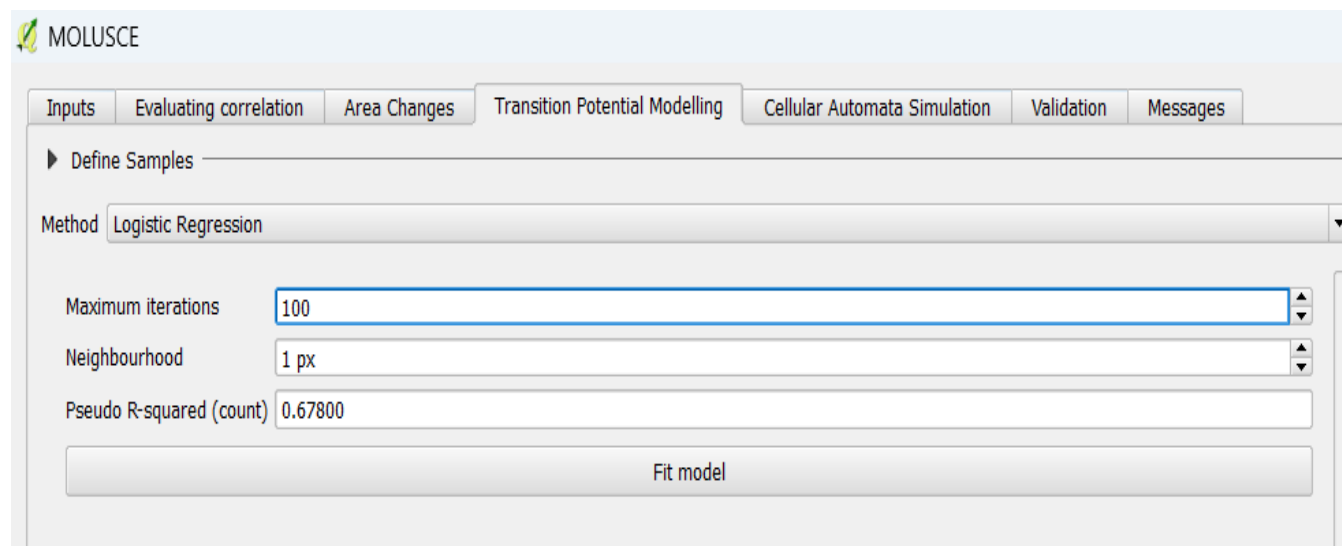 MOLUSCE
Inputs Evaluating correlation Area Changes Transition Potential Modelling Cellular Automata Simulation Validation Messages
Define Samples
Method Logistic Regression
Maximum iterations 100
Neighbourhood 1 px
Pseudo R-squared (count) 0.67800
Fit model